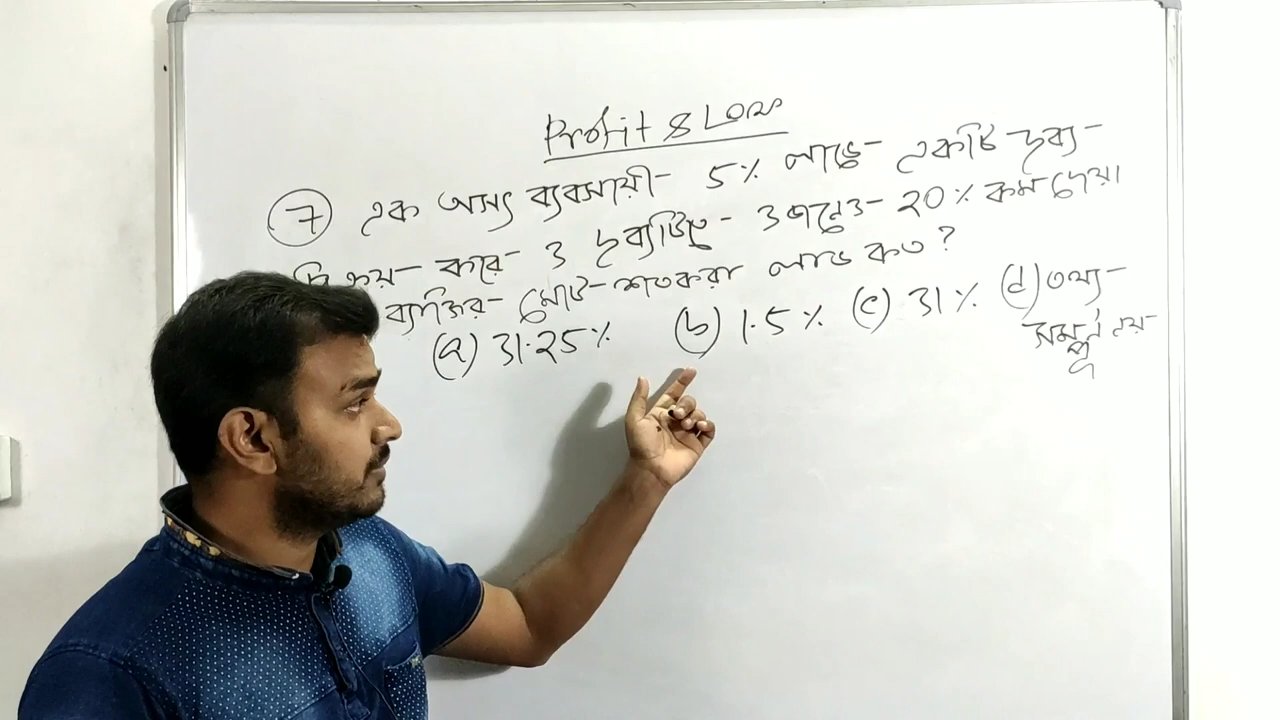 Profit & Loss
7 এক অসৎ ব্যবসায়ী 5% লাভে একটি দ্রব্য
বিক্রয় করে ও দ্রব্যটিতে ওজনেও 20% কম দেয়।
ব্যক্তির মোট শতকরা লাভ কত?
(a) 31.25% (b) 1.5% (c) 31% (d) তথ্য
সম্পূর্ণ নয়